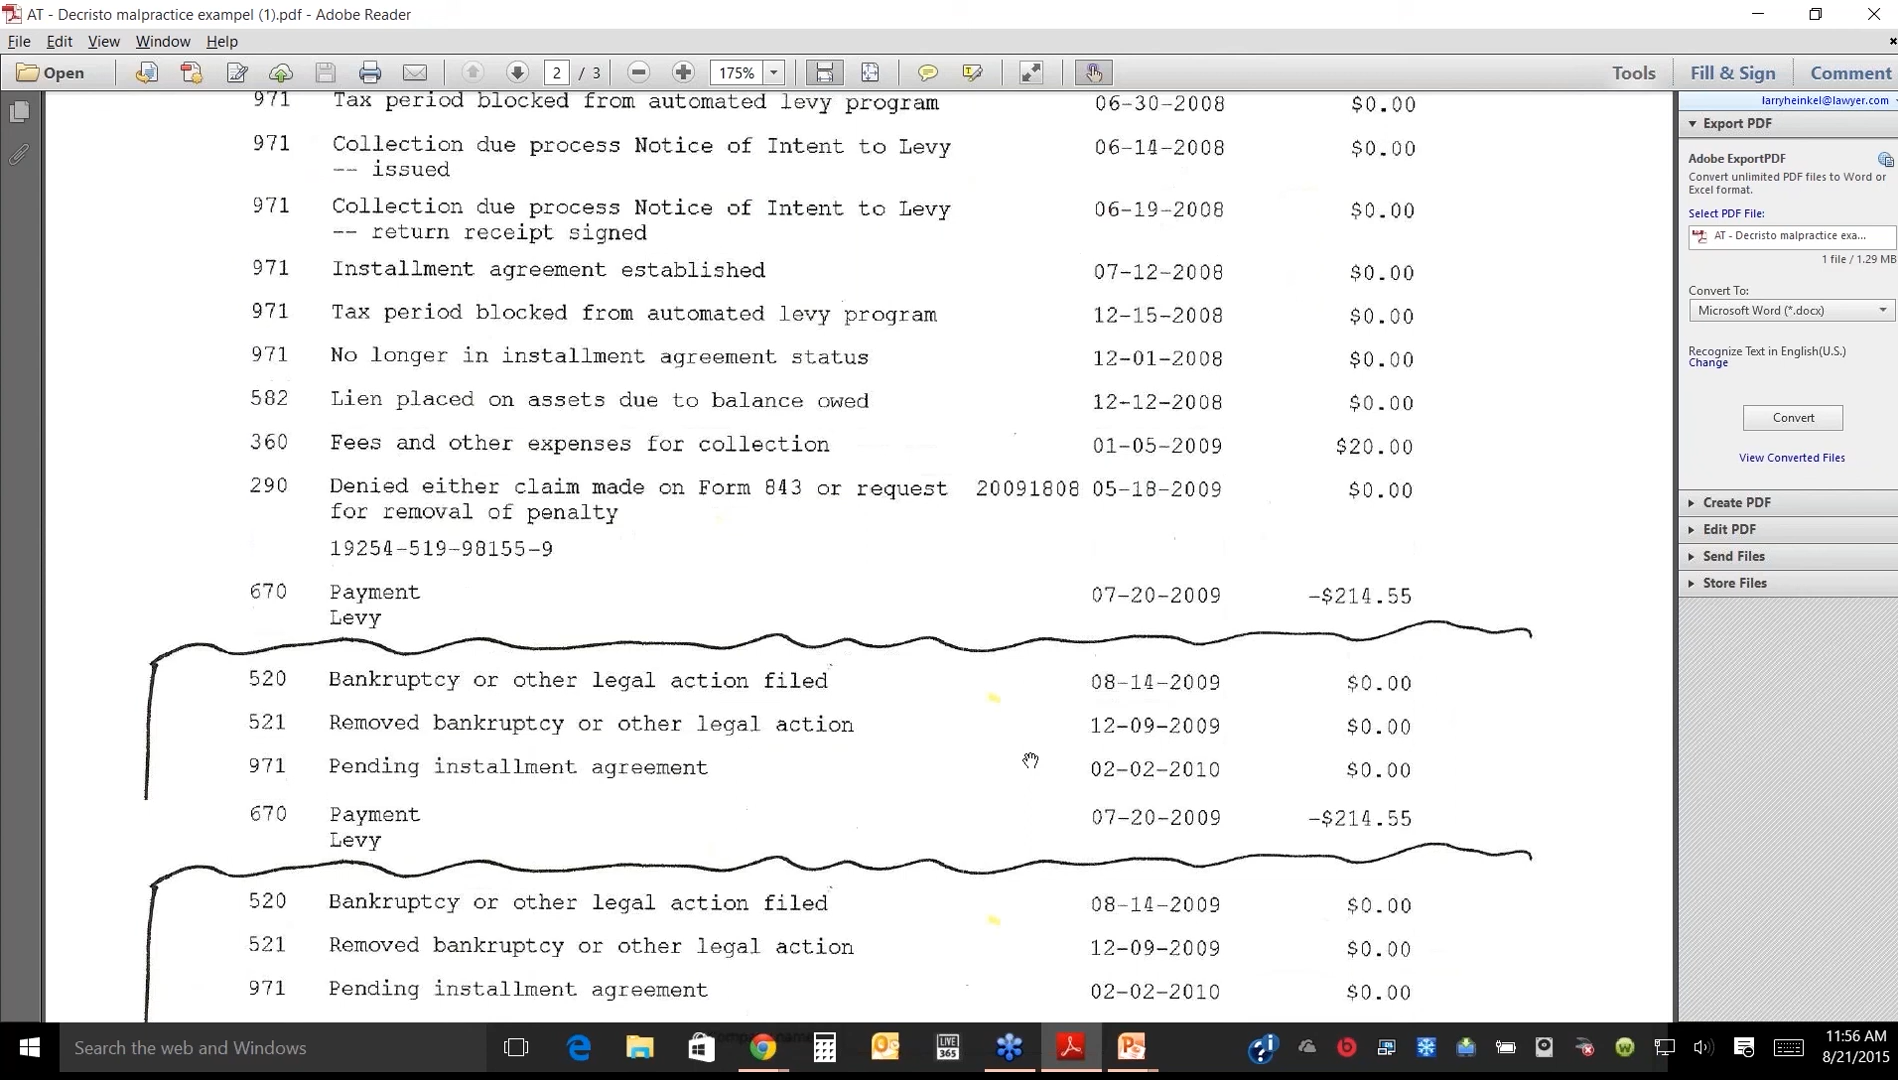 AT - Decristo malpractice exampel (1).pdf - Adobe Reader
File Edit View Window Help
Open 2 / 3 175% Tools Fill & Sign Comment
971 Tax period blocked from automated levy program 06-30-2008 $0.00
971 Collection due process Notice of Intent to Levy 06-14-2008 $0.00
-- issued
971 Collection due process Notice of Intent to Levy 06-19-2008 $0.00
-- return receipt signed
971 Installment agreement established 07-12-2008 $0.00
971 Tax period blocked from automated levy program 12-15-2008 $0.00
971 No longer in installment agreement status 12-01-2008 $0.00
582 Lien placed on assets due to balance owed 12-12-2008 $0.00
360 Fees and other expenses for collection 01-05-2009 $20.00
290 Denied either claim made on Form 843 or request 20091808 05-18-2009 $0.00
for removal of penalty
19254-519-98155-9
670 Payment 07-20-2009 -$214.55
Levy
520 Bankruptcy or other legal action filed 08-14-2009 $0.00
521 Removed bankruptcy or other legal action 12-09-2009 $0.00
971 Pending installment agreement 02-02-2010 $0.00
670 Payment 07-20-2009 -$214.55
Levy
520 Bankruptcy or other legal action filed 08-14-2009 $0.00
521 Removed bankruptcy or other legal action 12-09-2009 $0.00
971 Pending installment agreement 02-02-2010 $0.00
larryheinkel@lawyer.com
Export PDF
Adobe ExportPDF
Convert unlimited PDF files to Word or
Excel format.
Select PDF File:
AT - Decristo malpractice exa...
1 file / 1.29 MB
Convert To:
Microsoft Word (*.docx)
Recognize Text in English(U.S.)
Change
Convert
View Converted Files
Create PDF
Edit PDF
Send Files
Store Files
Search the web and Windows
LIVE
365
11:56 AM
8/21/2015